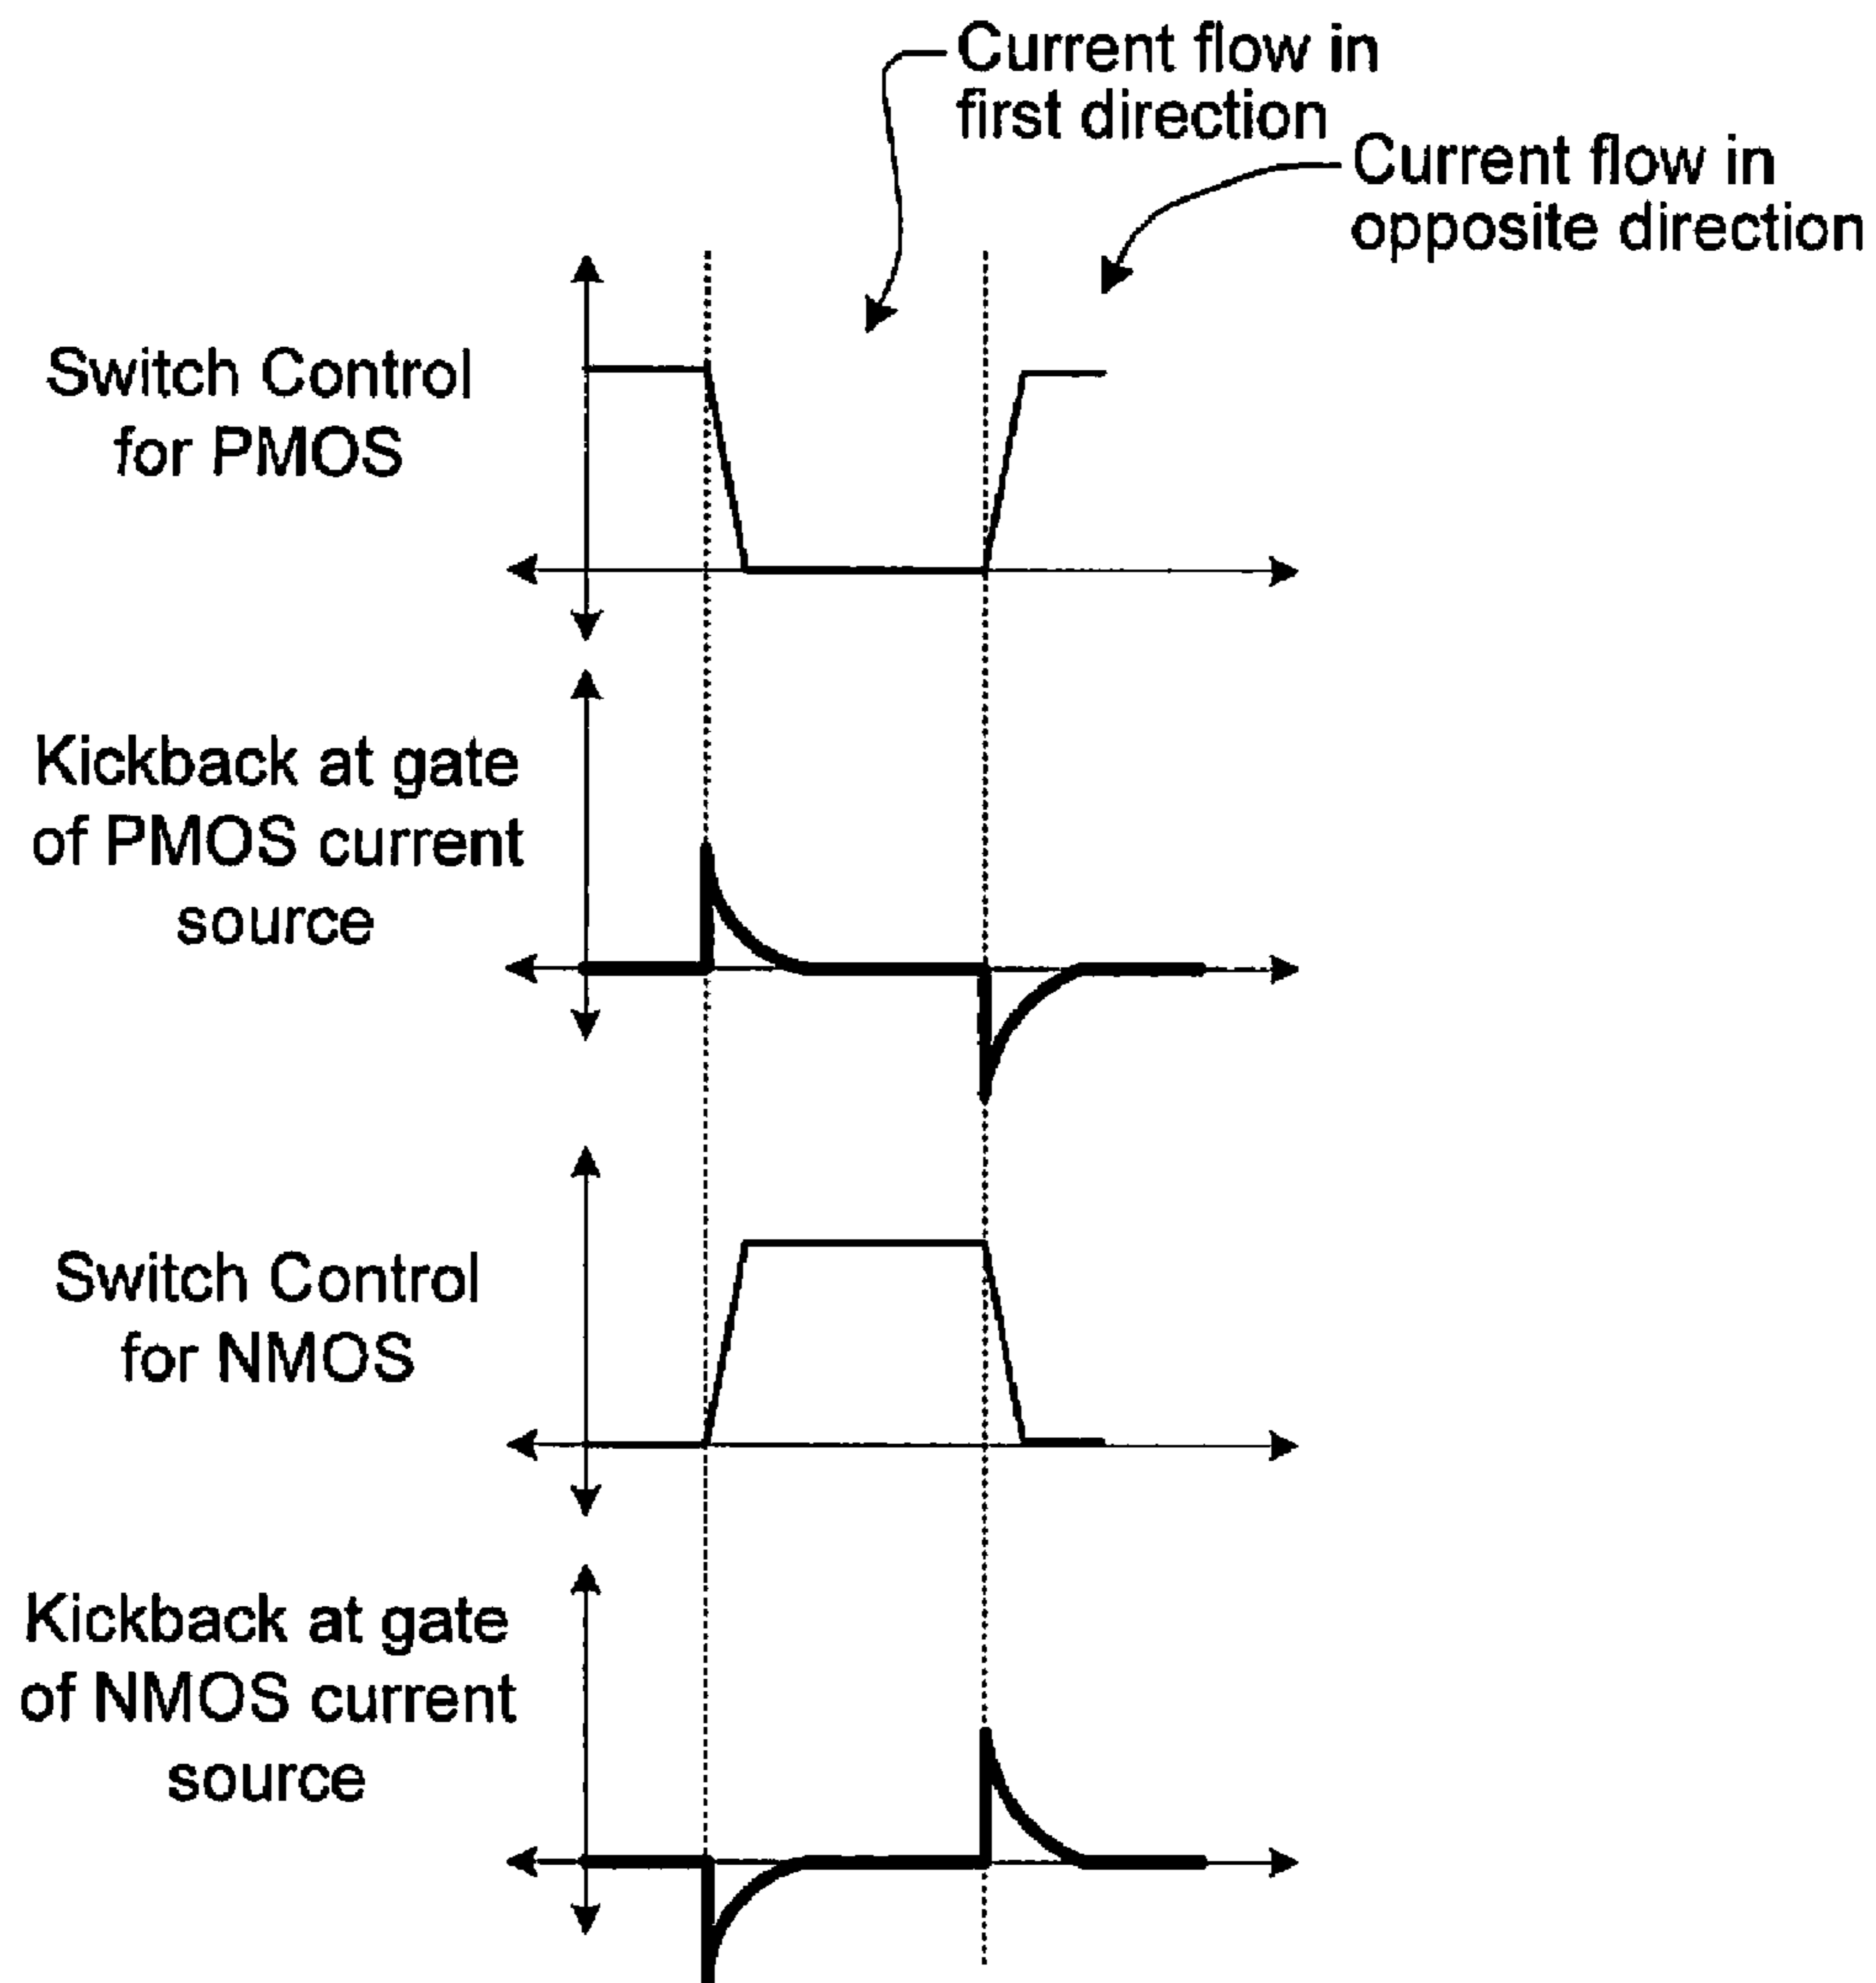 Current flow in
first direction
Current flow in
opposite direction
Switch Control
for PMOS
Kickback at gate
of PMOS current
source
Switch Control
for NMOS
Kickback at gate
of NMOS current
source